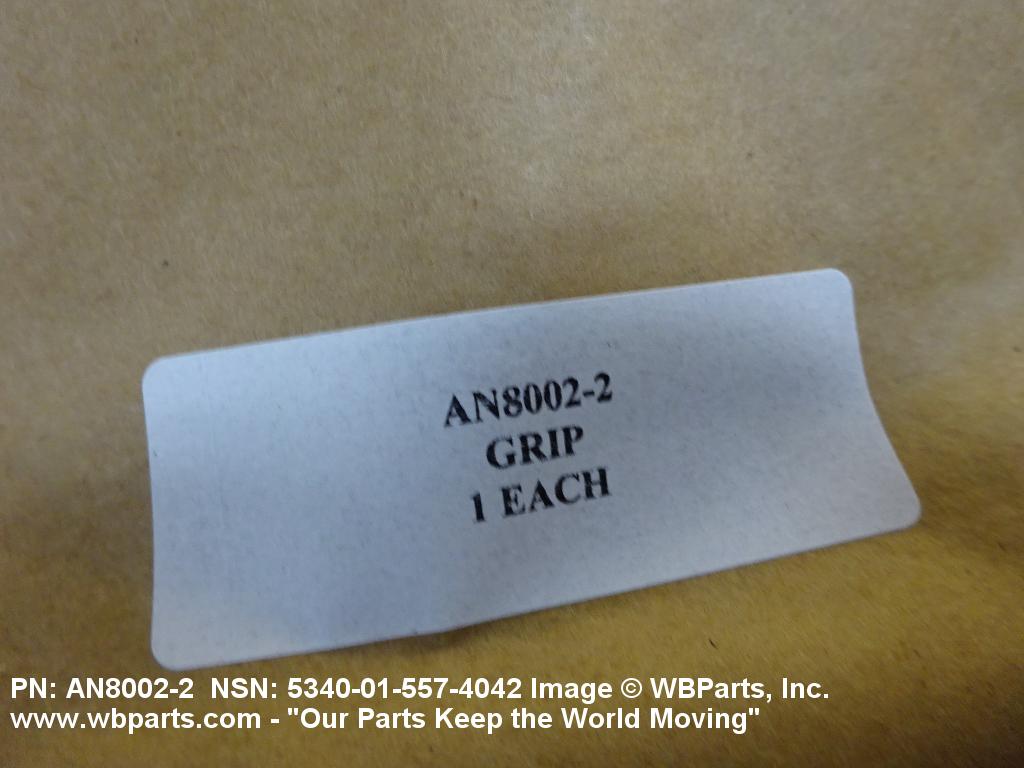 AN8002-2
GRIP
1 EACH
PN: AN8002-2 NSN: 5340-01-557-4042 Image © WBParts, Inc.
www.wbparts.com - "Our Parts Keep the World Moving"